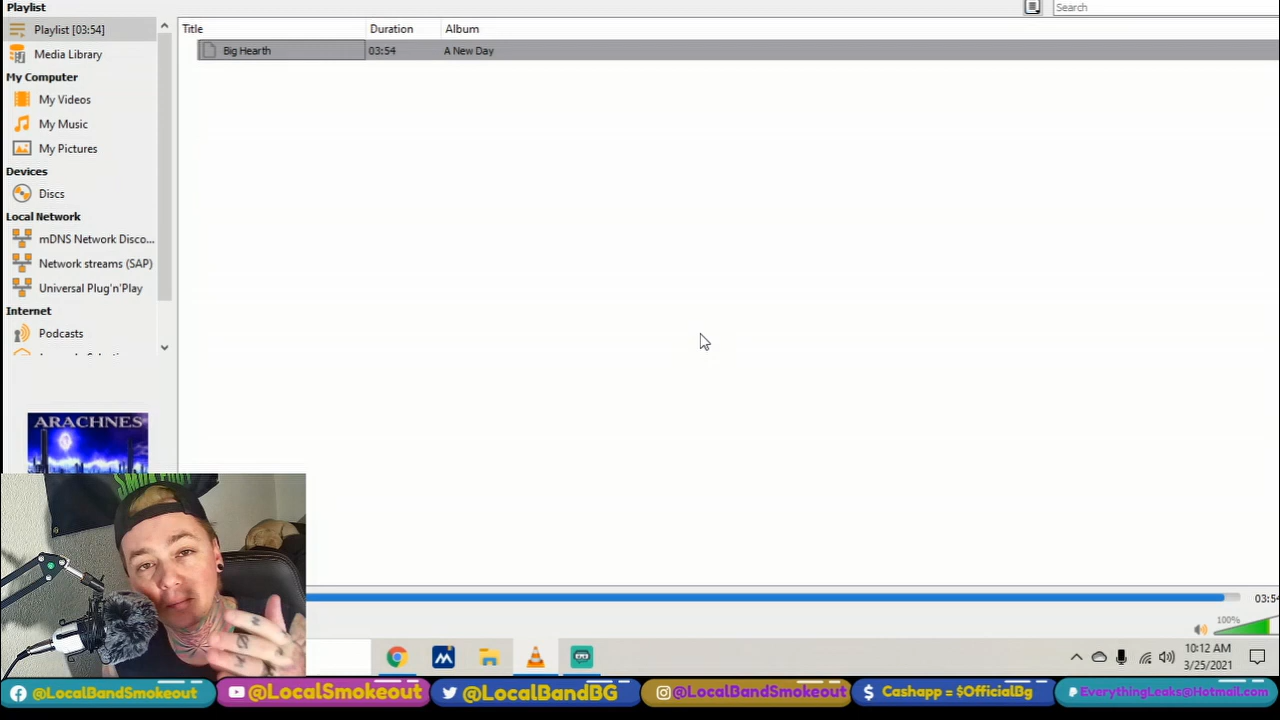 Playlist
Search
Playlist [03:54]
Title Duration Album
Big Hearth 03:54 A New Day
Media Library
My Computer
My Videos
My Music
My Pictures
Devices
Discs
Local Network
mDNS Network Disco...
Network streams (SAP)
Universal Plug'n'Play
Internet
Podcasts
ARACHNES
03:54
100%
10:12 AM
3/25/2021
@LocalBandSmokeout @LocalSmokeout @LocalBandBG @LocalBandSmokeout Cashapp = $OfficialBg EverythingLeaks@Hotmail.com